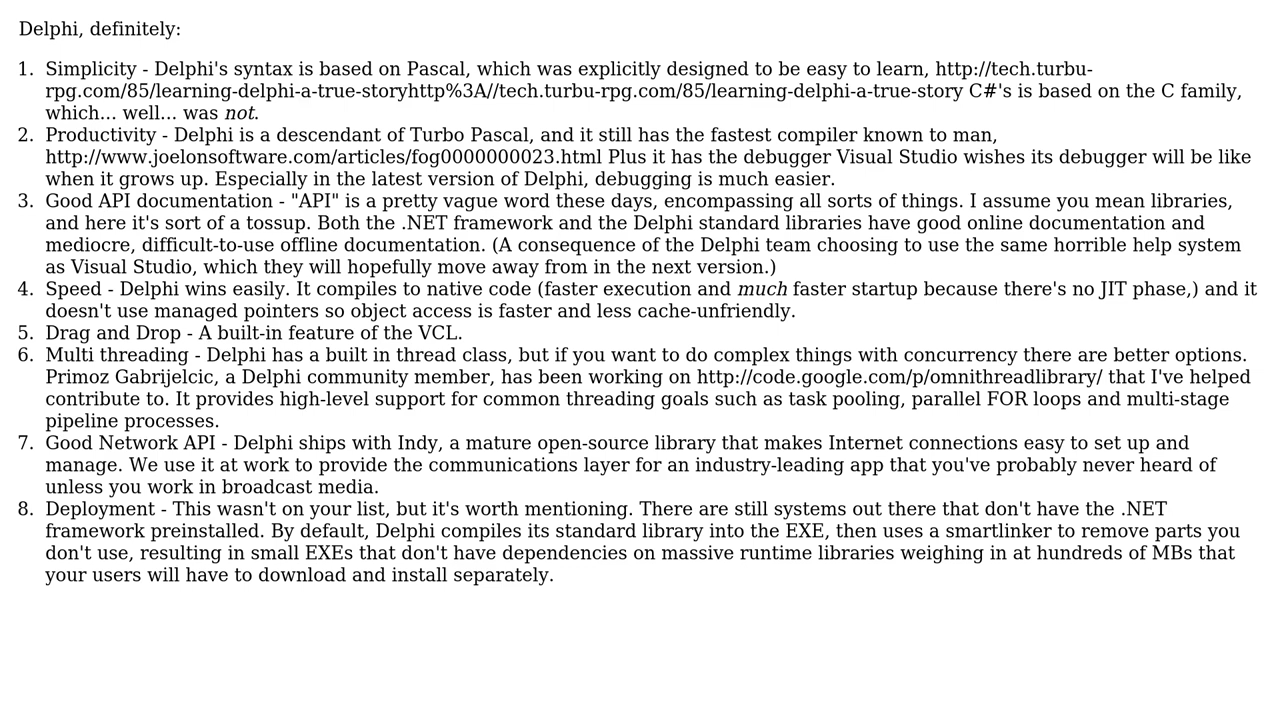 Delphi, definitely:
1. Simplicity - Delphi's syntax is based on Pascal, which was explicitly designed to be easy to learn, http://tech.turbu-
rpg.com/85/learning-delphi-a-true-storyhttp%3A//tech.turbu-rpg.com/85/learning-delphi-a-true-story C#'s is based on the C family,
which... well... was not.
2. Productivity - Delphi is a descendant of Turbo Pascal, and it still has the fastest compiler known to man,
http://www.joelonsoftware.com/articles/fog0000000023.html Plus it has the debugger Visual Studio wishes its debugger will be like
when it grows up. Especially in the latest version of Delphi, debugging is much easier.
3. Good API documentation - "API" is a pretty vague word these days, encompassing all sorts of things. I assume you mean libraries,
and here it's sort of a tossup. Both the .NET framework and the Delphi standard libraries have good online documentation and
mediocre, difficult-to-use offline documentation. (A consequence of the Delphi team choosing to use the same horrible help system
as Visual Studio, which they will hopefully move away from in the next version.)
4. Speed - Delphi wins easily. It compiles to native code (faster execution and much faster startup because there's no JIT phase,) and it
doesn't use managed pointers so object access is faster and less cache-unfriendly.
5. Drag and Drop - A built-in feature of the VCL.
6. Multi threading - Delphi has a built in thread class, but if you want to do complex things with concurrency there are better options.
Primoz Gabrijelcic, a Delphi community member, has been working on http://code.google.com/p/omnithreadlibrary/ that I've helped
contribute to. It provides high-level support for common threading goals such as task pooling, parallel FOR loops and multi-stage
pipeline processes.
7. Good Network API - Delphi ships with Indy, a mature open-source library that makes Internet connections easy to set up and
manage. We use it at work to provide the communications layer for an industry-leading app that you've probably never heard of
unless you work in broadcast media.
8. Deployment - This wasn't on your list, but it's worth mentioning. There are still systems out there that don't have the .NET
framework preinstalled. By default, Delphi compiles its standard library into the EXE, then uses a smartlinker to remove parts you
don't use, resulting in small EXEs that don't have dependencies on massive runtime libraries weighing in at hundreds of MBs that
your users will have to download and install separately.